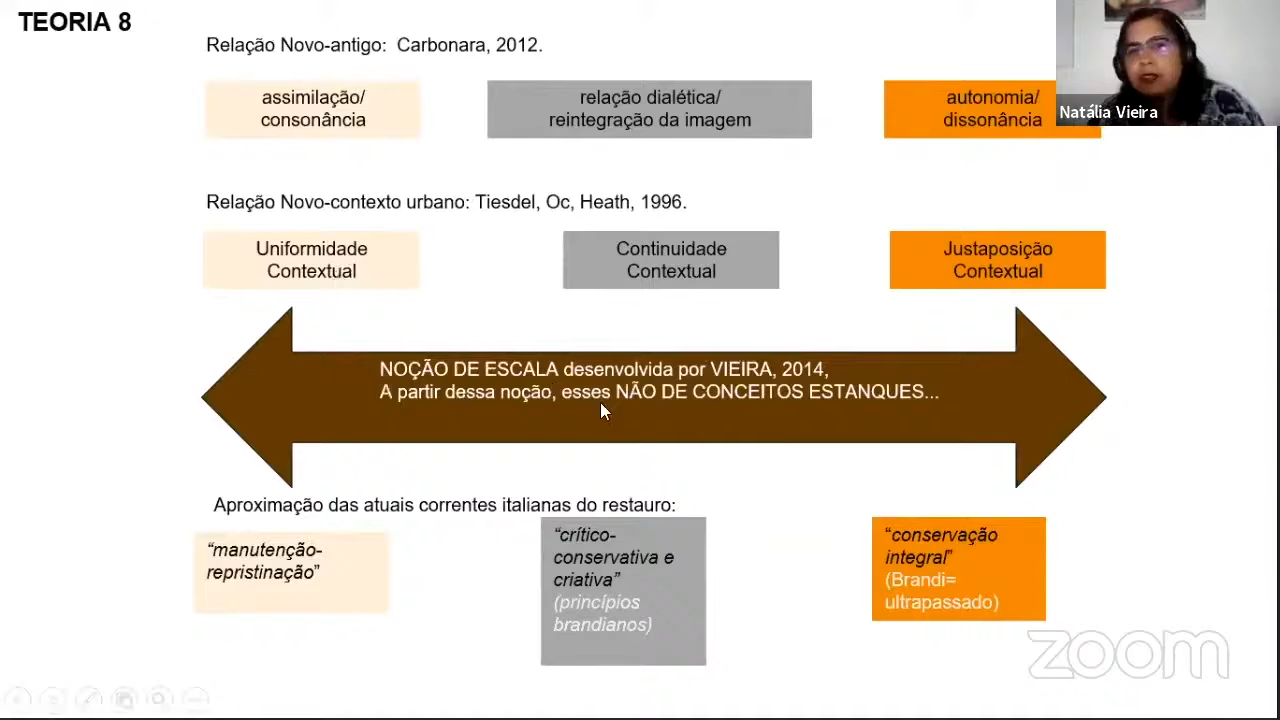 TEORIA 8
Relação Novo-antigo: Carbonara, 2012.
assimilação/
consonância
relação dialética/
reintegração da imagem
autonomia/
dissonância
Natália Vieira
Relação Novo-contexto urbano: Tiesdel, Oc, Heath, 1996.
Uniformidade
Contextual
Continuidade
Contextual
Justaposição
Contextual
NOÇÃO DE ESCALA desenvolvida por VIEIRA, 2014,
A partir dessa noção, esses NÃO DE CONCEITOS ESTANQUES...
Aproximação das atuais correntes italianas do restauro:
“manutenção-
repristinação”
“crítico-
conservativa e
criativa”
(princípios
brandianos)
“conservação
integral”
(Brandi=
ultrapassado)
zoom